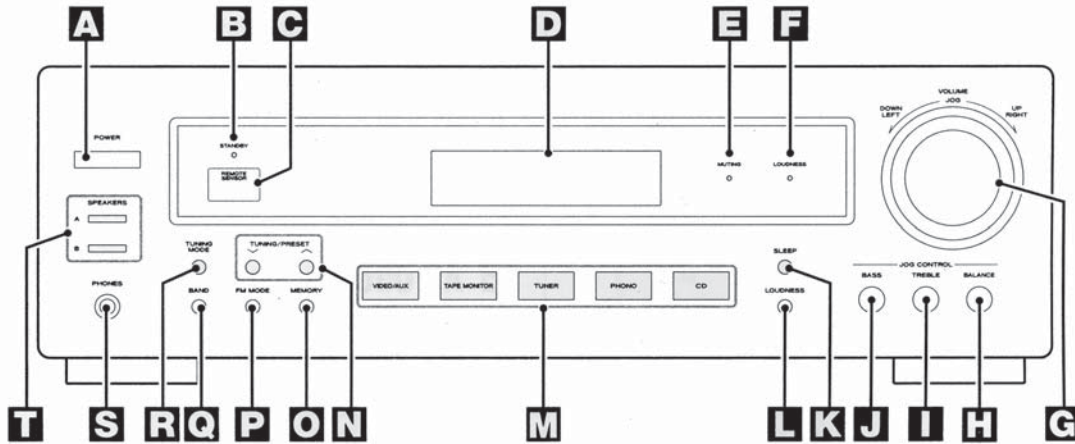 A B C D E F
POWER
STANDBY
REMOTE
SENSOR
MUTING
LOUDNESS
VOLUME
JOG
DOWN
LEFT
UP
RIGHT
SPEAKERS
A
B
TUNING
MODE
TUNING/PRESET
SLEEP
JOG CONTROL
BASS TREBLE BALANCE
PHONES
BAND
FM MODE
MEMORY
VIDEO/AUX TAPE MONITOR TUNER PHONO CD
LOUDNESS
T S R Q P O N M L K J I H G